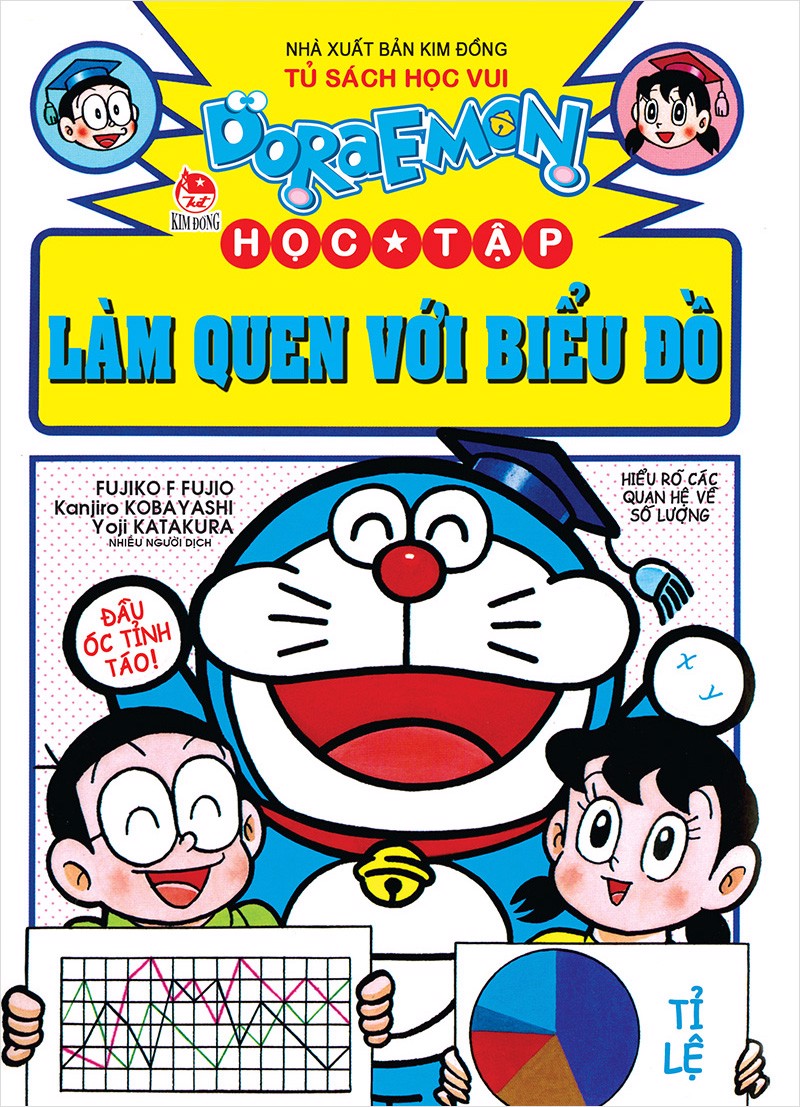 NHÀ XUẤT BẢN KIM ĐỒNG
TỦ SÁCH HỌC VUI
DORAEMON
KIM ĐỒNG
HỌC★TẬP
LÀM QUEN VỚI BIỂU ĐỒ
FUJIKO F FUJIO
Kanjiro KOBAYASHI
Yoji KATAKURA
NHIỀU NGƯỜI DỊCH
HIỂU RÕ CÁC
QUAN HỆ VỀ
SỐ LƯỢNG
ĐẦU
ÓC TỈNH
TÁO!
x
y
TỈ
LỆ